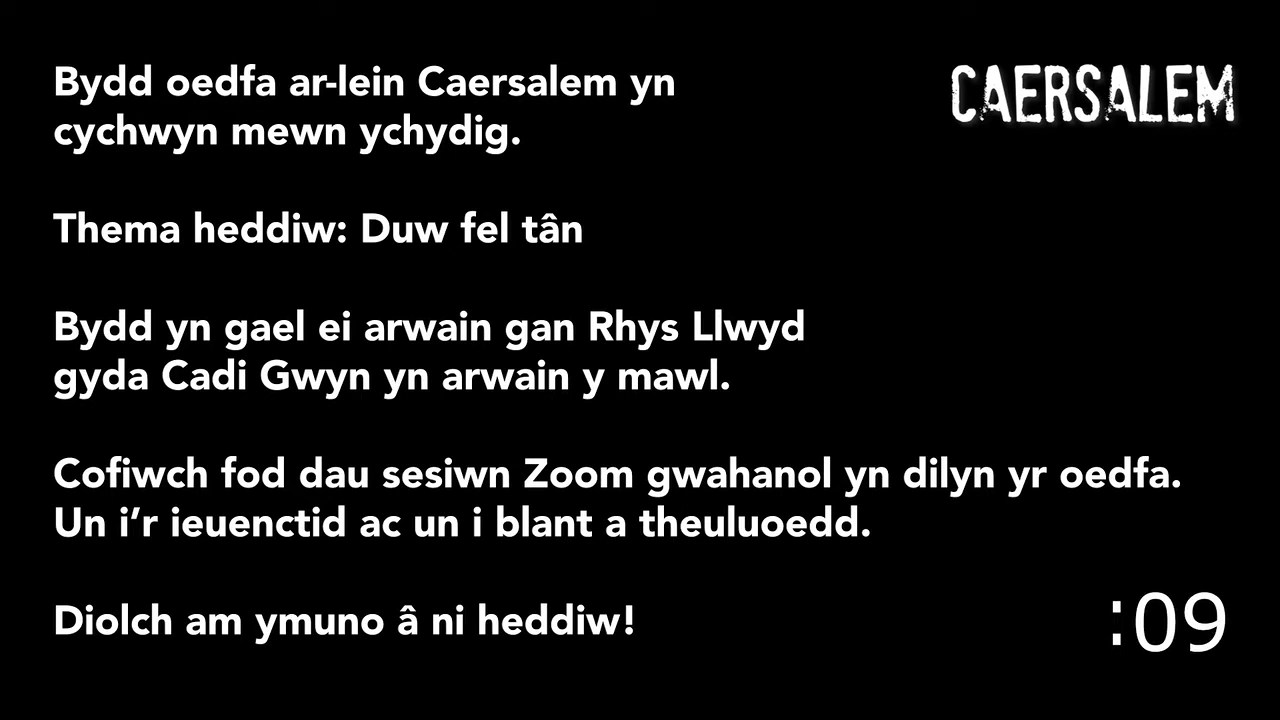 Bydd oedfa ar-lein Caersalem yn
cychwyn mewn ychydig.
CAERSALEM
Thema heddiw: Duw fel tân
Bydd yn gael ei arwain gan Rhys Llwyd
gyda Cadi Gwyn yn arwain y mawl.
Cofiwch fod dau sesiwn Zoom gwahanol yn dilyn yr oedfa.
Un i’r ieuenctid ac un i blant a theuluoedd.
Diolch am ymuno â ni heddiw!
:09